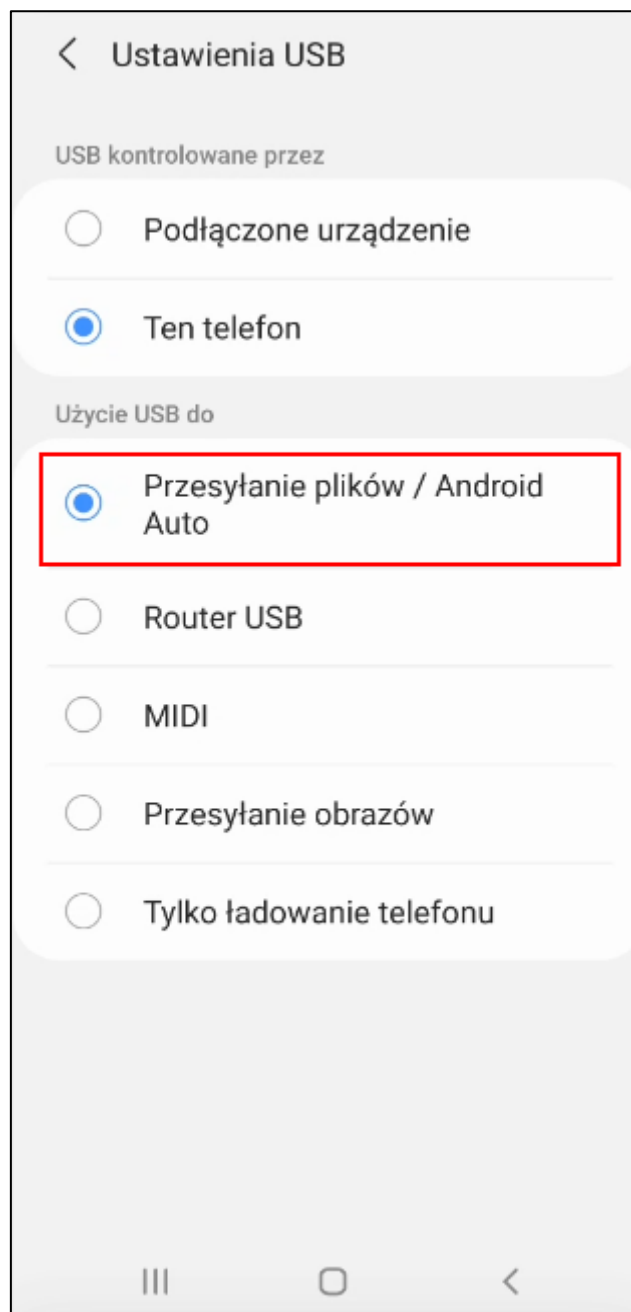 Ustawienia USB
USB kontrolowane przez
Podłączone urządzenie
Ten telefon
Użycie USB do
Przesyłanie plików / Android
Auto
Router USB
MIDI
Przesyłanie obrazów
Tylko ładowanie telefonu